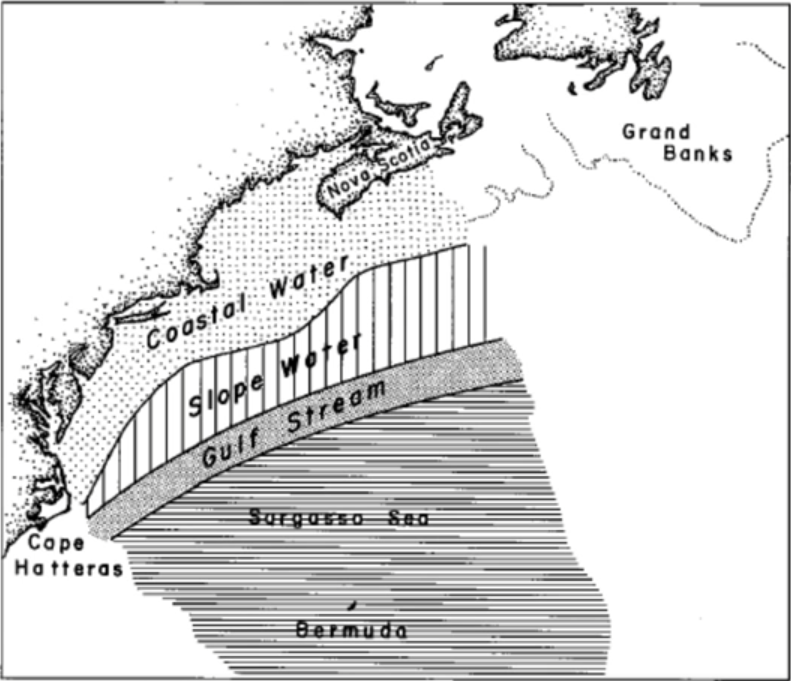 Grand
Banks
Nova Scotia
Coastal Water
Slope Water
Gulf Stream
Sargasso Sea
Cape
Hatteras
Bermuda